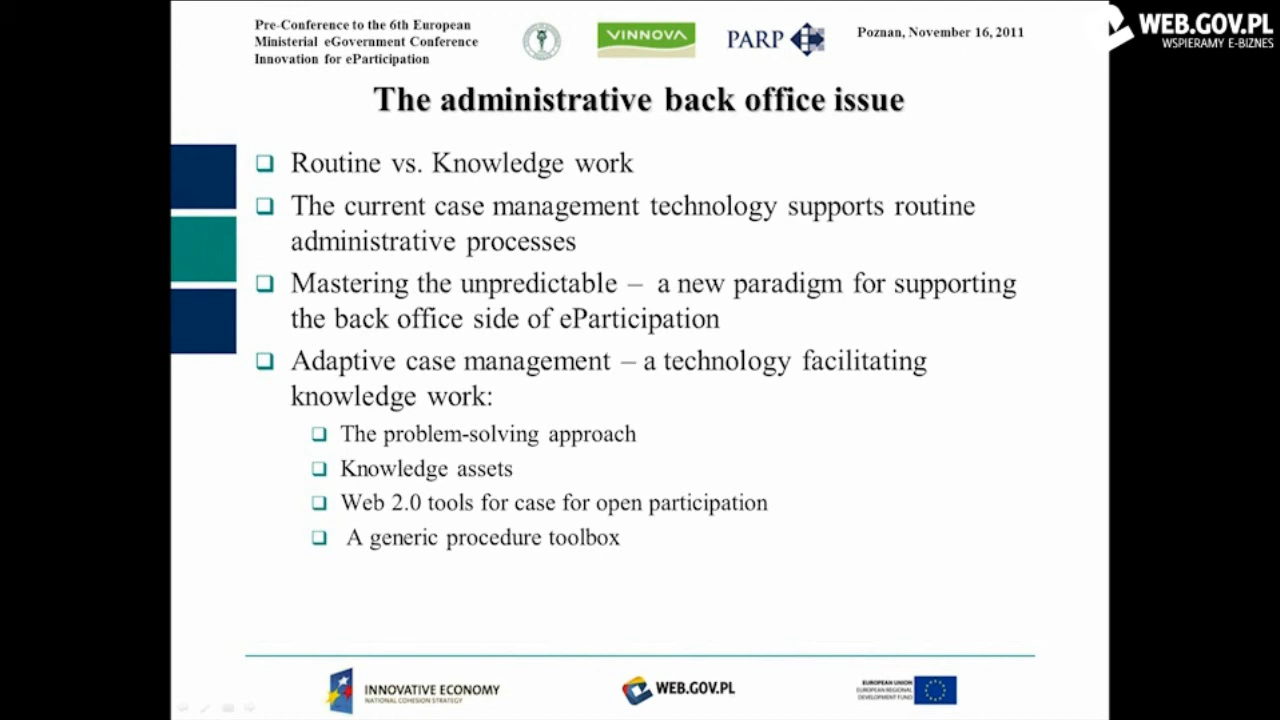 Pre-Conference to the 6th European
Ministerial eGovernment Conference
Innovation for eParticipation
VINNOVA
PARP
Poznan, November 16, 2011
WEB.GOV.PL
WSPIERAMY E-BIZNES
The administrative back office issue
Routine vs. Knowledge work
The current case management technology supports routine
administrative processes
Mastering the unpredictable – a new paradigm for supporting
the back office side of eParticipation
Adaptive case management – a technology facilitating
knowledge work:
The problem-solving approach
Knowledge assets
Web 2.0 tools for case for open participation
A generic procedure toolbox
INNOVATIVE ECONOMY
NATIONAL COHESION STRATEGY
WEB.GOV.PL
EUROPEAN UNION
EUROPEAN REGIONAL
DEVELOPMENT FUND